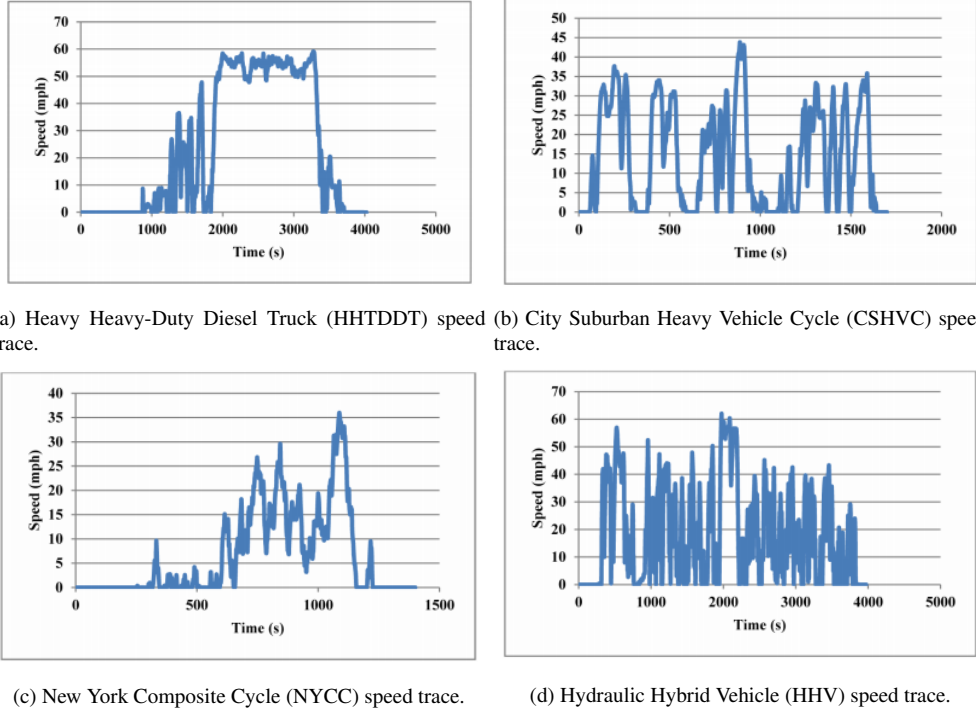 70
60
50
40
30
20
10
0
Speed (mph)
0 1000 2000 3000 4000 5000
Time (s)
50
45
40
35
30
25
20
15
10
5
0
Speed (mph)
0 500 1000 1500 2000
Time (s)
a) Heavy Heavy-Duty Diesel Truck (HHTDDT) speed
race.
(b) City Suburban Heavy Vehicle Cycle (CSHVC) spee
trace.
40
35
30
25
20
15
10
5
0
Speed (mph)
0 500 1000 1500
Time (s)
70
60
50
40
30
20
10
0
Speed (mph)
0 1000 2000 3000 4000 5000
Time (s)
(c) New York Composite Cycle (NYCC) speed trace.
(d) Hydraulic Hybrid Vehicle (HHV) speed trace.